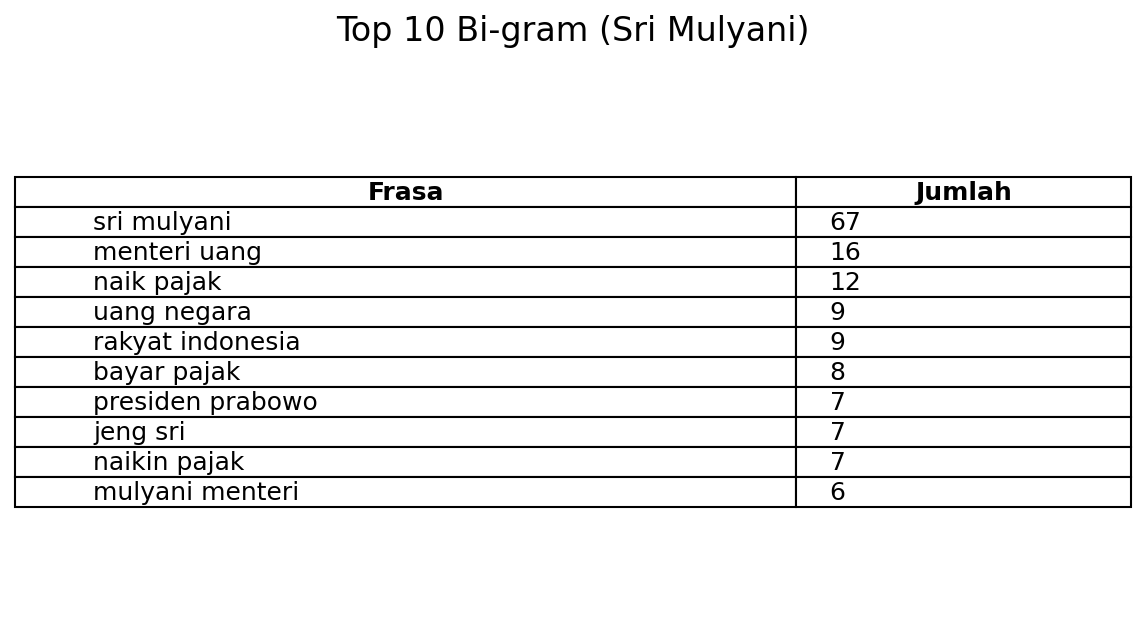 Top 10 Bi-gram (Sri Mulyani)
Frasa Jumlah
sri mulyani 67
menteri uang 16
naik pajak 12
uang negara 9
rakyat indonesia 9
bayar pajak 8
presiden prabowo 7
jeng sri 7
naikin pajak 7
mulyani menteri 6